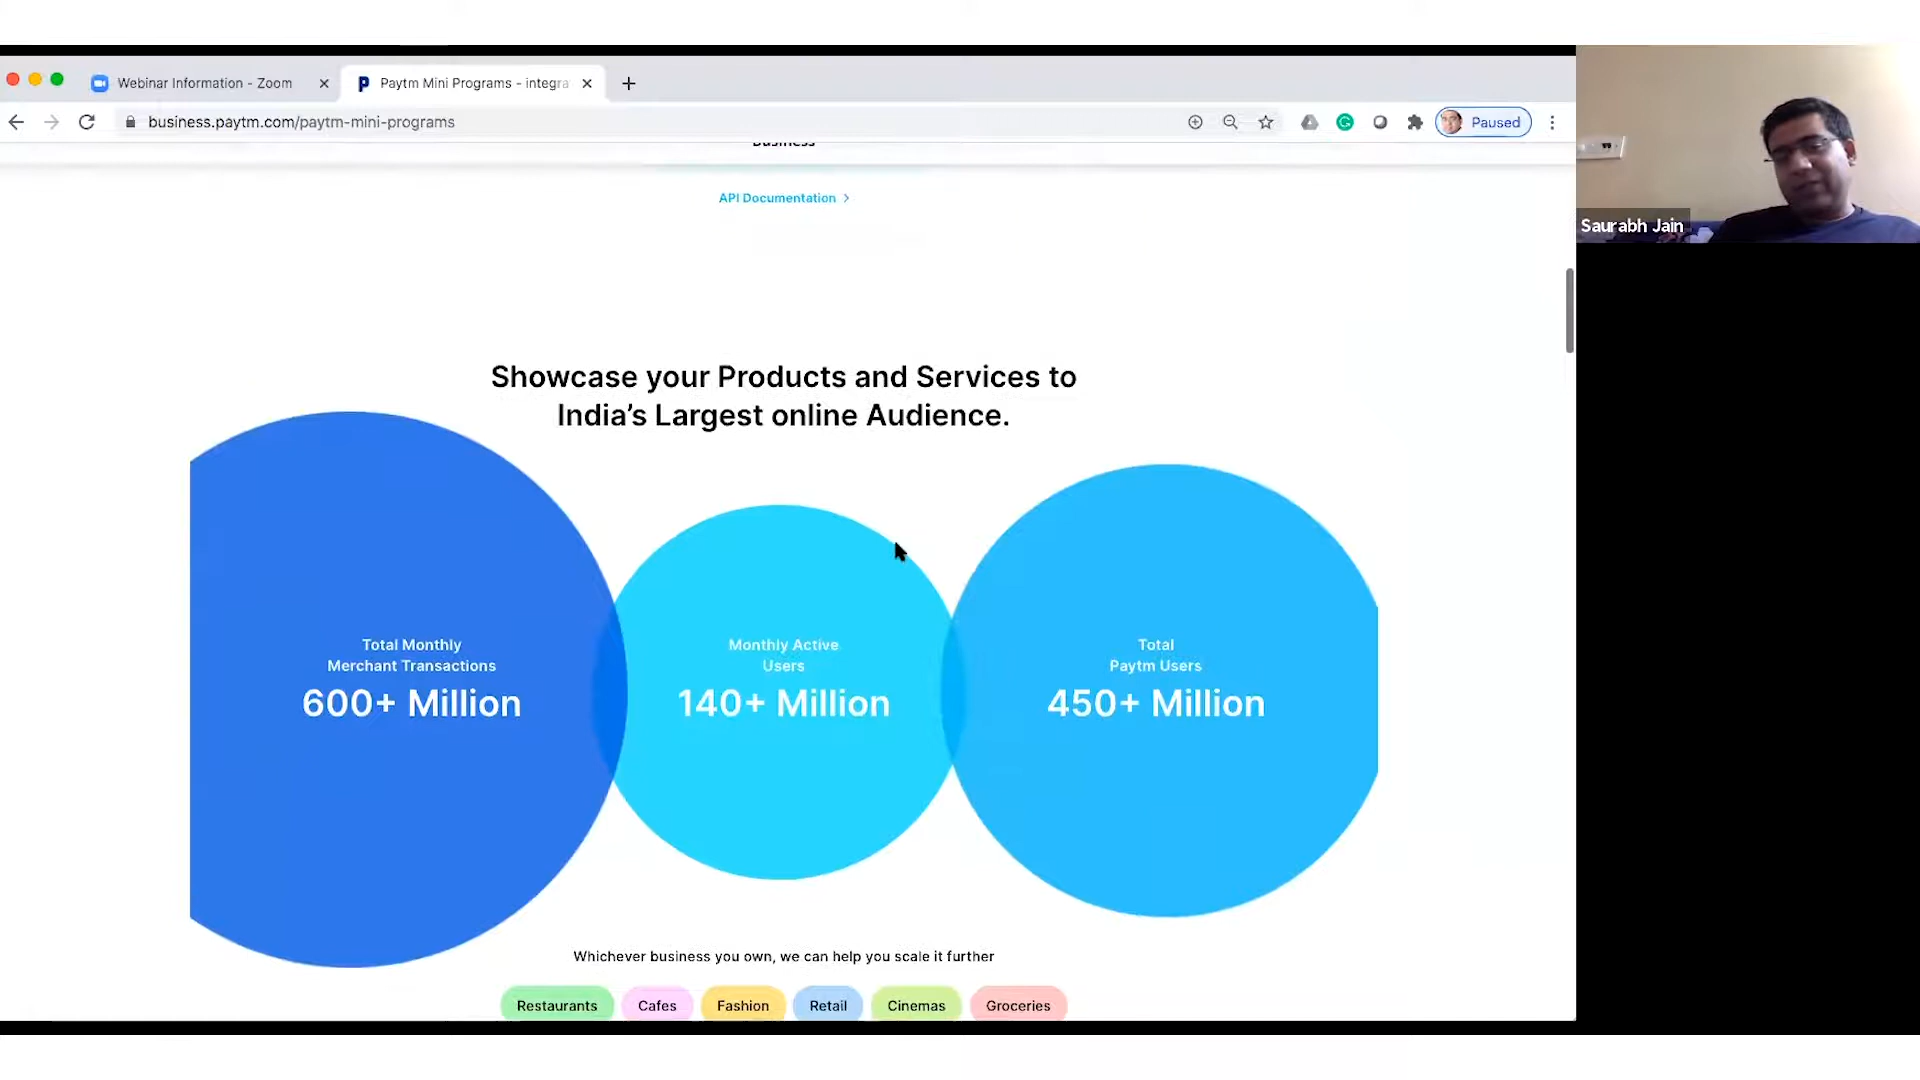 Webinar Information - Zoom
Paytm Mini Programs - integra
business.paytm.com/paytm-mini-programs
Paused
Business
API Documentation >
Saurabh Jain
Showcase your Products and Services to
India's Largest online Audience.
Total Monthly
Merchant Transactions
600+ Million
Monthly Active
Users
140+ Million
Total
Paytm Users
450+ Million
Whichever business you own, we can help you scale it further
Restaurants
Cafes
Fashion
Retail
Cinemas
Groceries